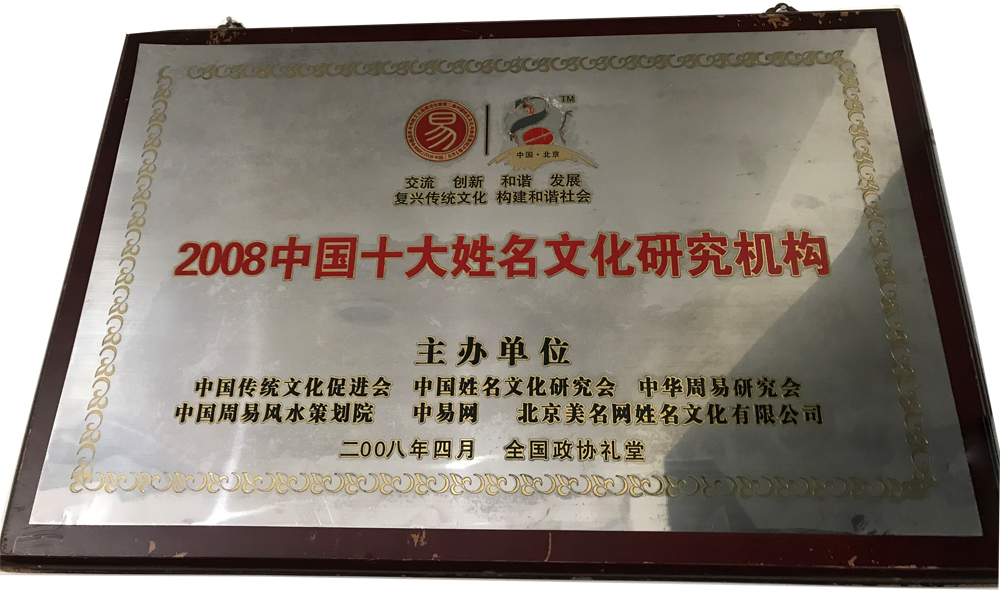 易
TM
中国·北京
交流 创新 和谐 发展
复兴传统文化 构建和谐社会
2008中国十大姓名文化研究机构
主办单位
中国传统文化促进会 中国姓名文化研究会 中华周易研究会
中国周易风水策划院 中易网 北京美名网姓名文化有限公司
二00八年四月 全国政协礼堂